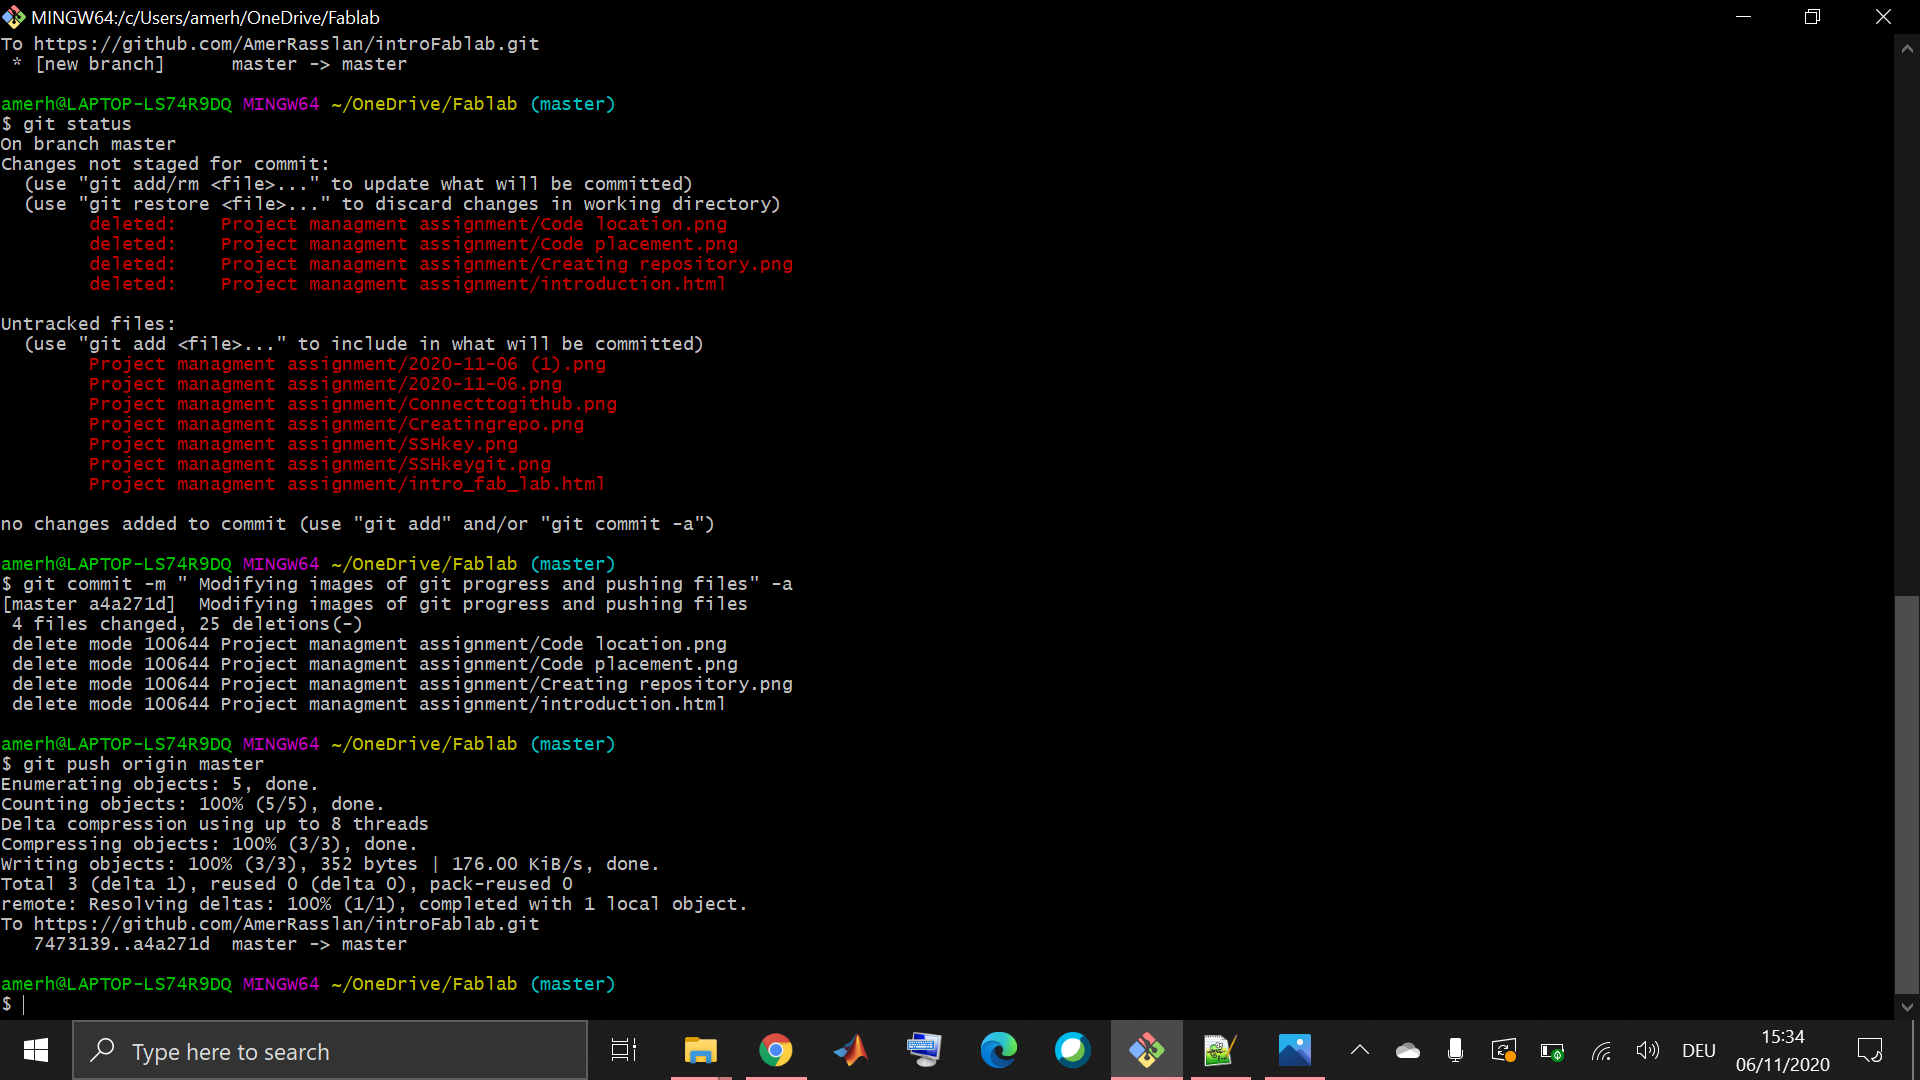 MINGW64:/c/Users/amerh/OneDrive/Fablab
To https://github.com/AmerRasslan/introFablab.git
 * [new branch]      master -> master
amerh@LAPTOP-LS74R9DQ MINGW64 ~/OneDrive/Fablab (master)
$ git status
On branch master
Changes not staged for commit:
  (use "git add/rm <file>..." to update what will be committed)
  (use "git restore <file>..." to discard changes in working directory)
        deleted:    Project managment assignment/Code location.png
        deleted:    Project managment assignment/Code placement.png
        deleted:    Project managment assignment/Creating repository.png
        deleted:    Project managment assignment/introduction.html
Untracked files:
  (use "git add <file>..." to include in what will be committed)
        Project managment assignment/2020-11-06 (1).png
        Project managment assignment/2020-11-06.png
        Project managment assignment/Connecttogithub.png
        Project managment assignment/Creatingrepo.png
        Project managment assignment/SSHkey.png
        Project managment assignment/SSHkeygit.png
        Project managment assignment/intro_fab_lab.html
no changes added to commit (use "git add" and/or "git commit -a")
amerh@LAPTOP-LS74R9DQ MINGW64 ~/OneDrive/Fablab (master)
$ git commit -m " Modifying images of git progress and pushing files" -a
[master a4a271d]  Modifying images of git progress and pushing files
 4 files changed, 25 deletions(-)
 delete mode 100644 Project managment assignment/Code location.png
 delete mode 100644 Project managment assignment/Code placement.png
 delete mode 100644 Project managment assignment/Creating repository.png
 delete mode 100644 Project managment assignment/introduction.html
amerh@LAPTOP-LS74R9DQ MINGW64 ~/OneDrive/Fablab (master)
$ git push origin master
Enumerating objects: 5, done.
Counting objects: 100% (5/5), done.
Delta compression using up to 8 threads
Compressing objects: 100% (3/3), done.
Writing objects: 100% (3/3), 352 bytes | 176.00 KiB/s, done.
Total 3 (delta 1), reused 0 (delta 0), pack-reused 0
remote: Resolving deltas: 100% (1/1), completed with 1 local object.
To https://github.com/AmerRasslan/introFablab.git
   7473139..a4a271d  master -> master
amerh@LAPTOP-LS74R9DQ MINGW64 ~/OneDrive/Fablab (master)
$
Type here to search
DEU
15:34
06/11/2020